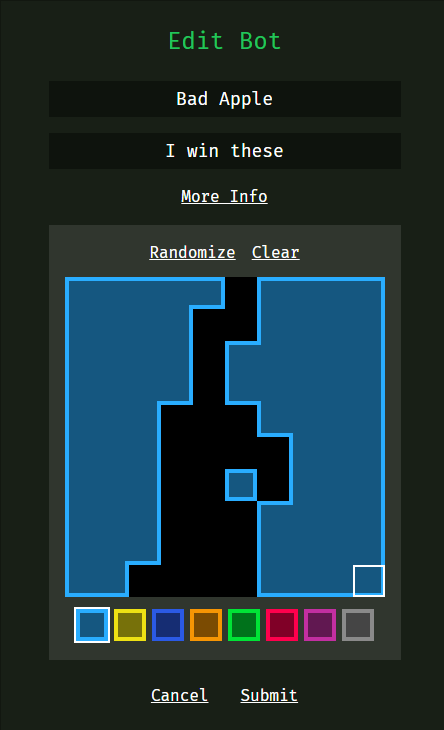 Edit Bot
Bad Apple
I win these
More Info
Randomize Clear
Cancel Submit